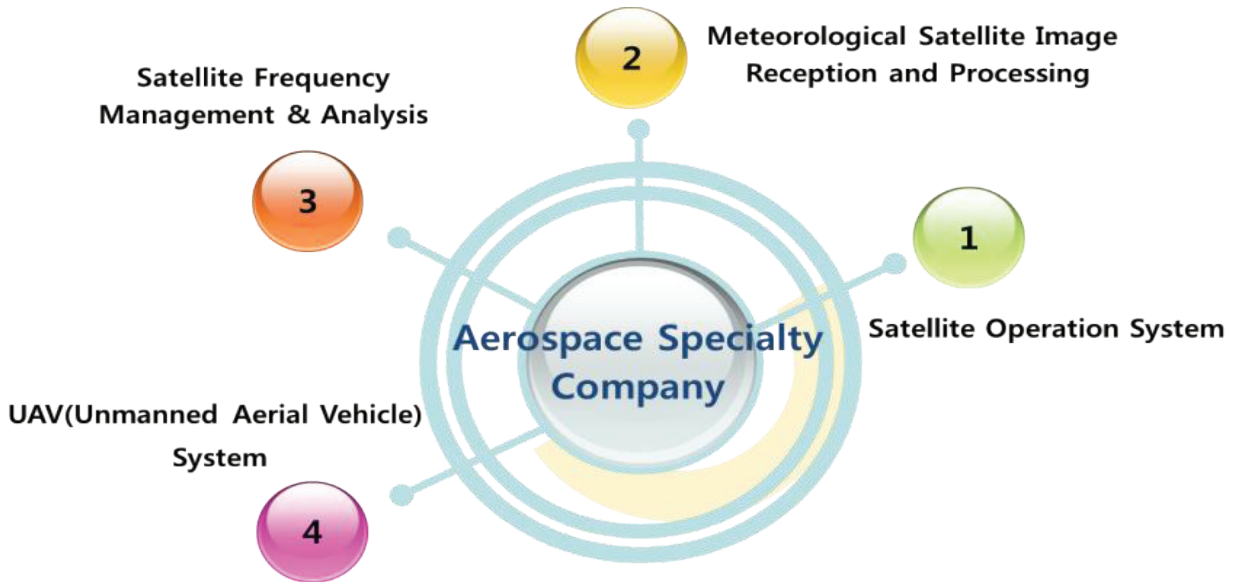 2
Meteorological Satellite Image
Reception and Processing
Satellite Frequency
Management & Analysis
3
1
Satellite Operation System
Aerospace Specialty
Company
UAV(Unmanned Aerial Vehicle)
System
4